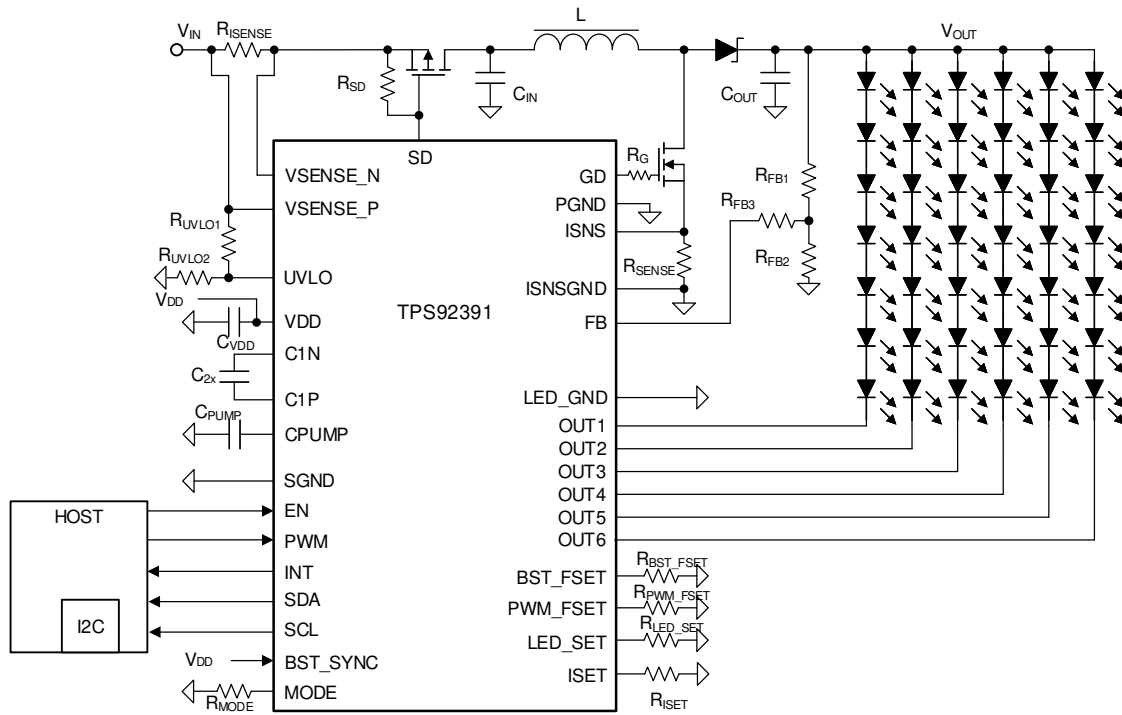 L
VIN
RISENSE
VOUT
RSD
CIN
COUT
SD
RG
VSENSE_N
GD
RFB1
VSENSE_P
PGND
RFB3
RUVLO1
ISNS
RUVLO2
RSENSE
RFB2
UVLO
ISNSGND
VDD
TPS92391
VDD
FB
CVDD
C1N
C2x
C1P
LED_GND
CPUMP
CPUMP
OUT1
OUT2
SGND
OUT3
OUT4
HOST
EN
OUT5
PWM
OUT6
RBST_FSET
INT
BST_FSET
RPWM_FSET
SDA
PWM_FSET
I2C
SCL
RLED_SET
LED_SET
VDD
BST_SYNC
ISET
MODE
RMODE
RISET